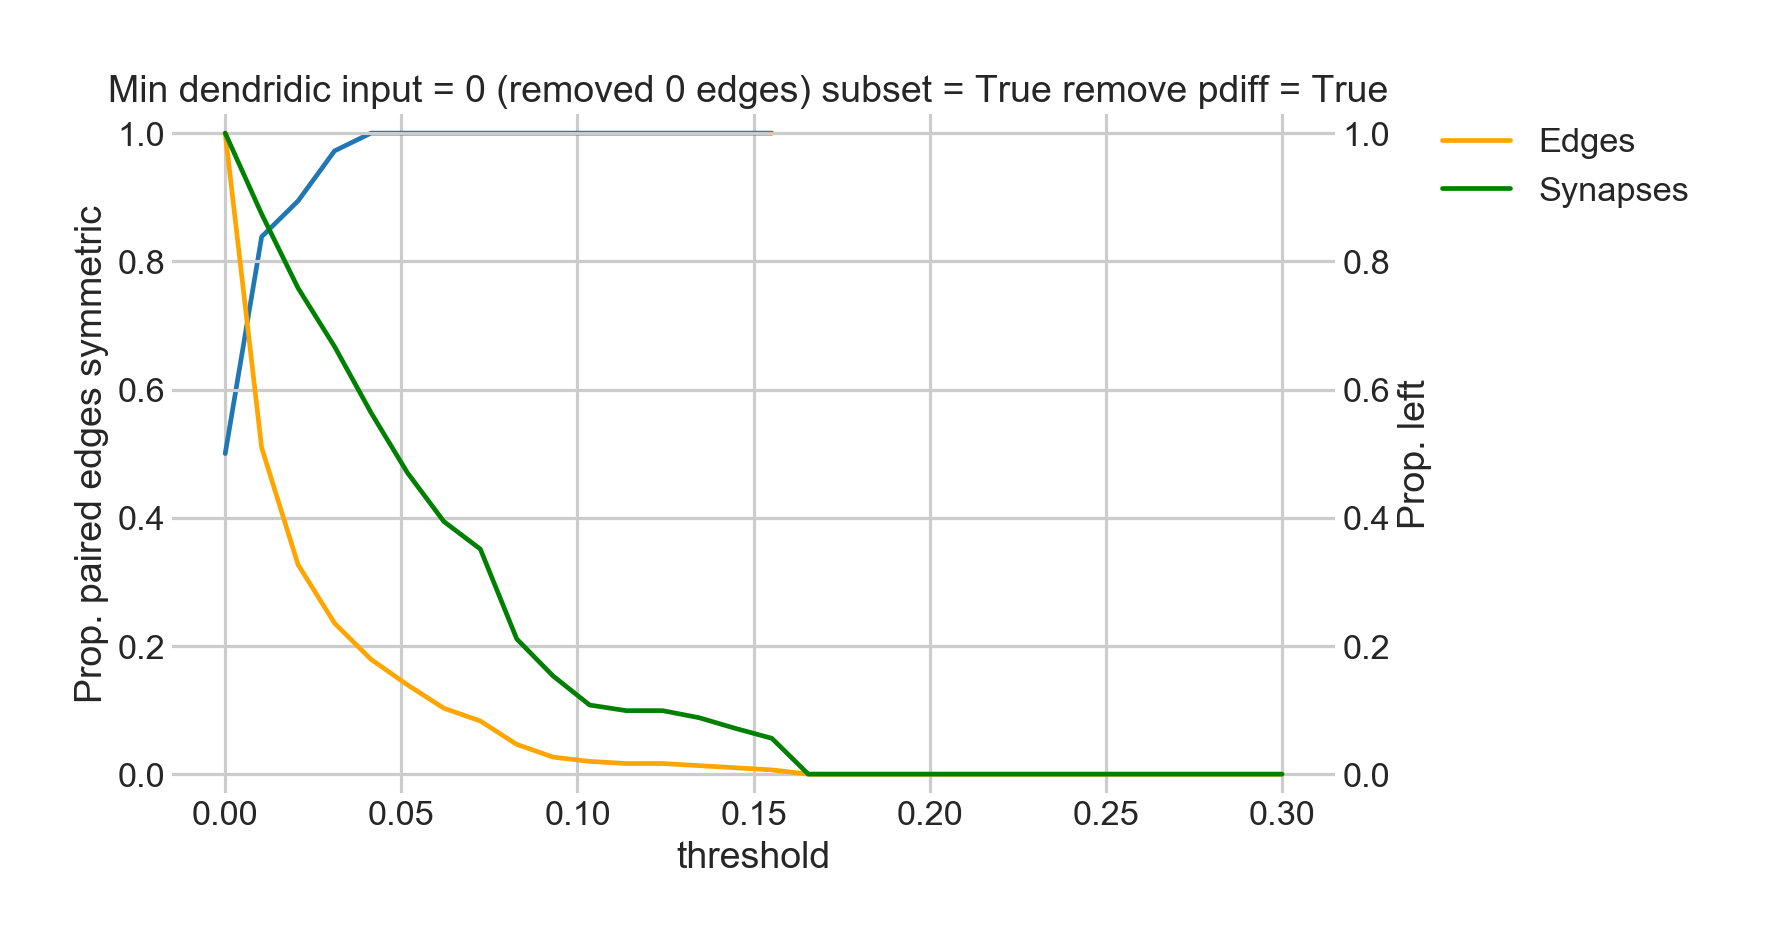 Min dendridic input = 0 (removed 0 edges) subset = True remove pdiff = True
Prop. paired edges symmetric
1.0
0.8
0.6
0.4
0.2
0.0
1.0
0.8
0.6
0.4
0.2
0.0
Prop. left
Edges
Synapses
0.00 0.05 0.10 0.15 0.20 0.25 0.30
threshold